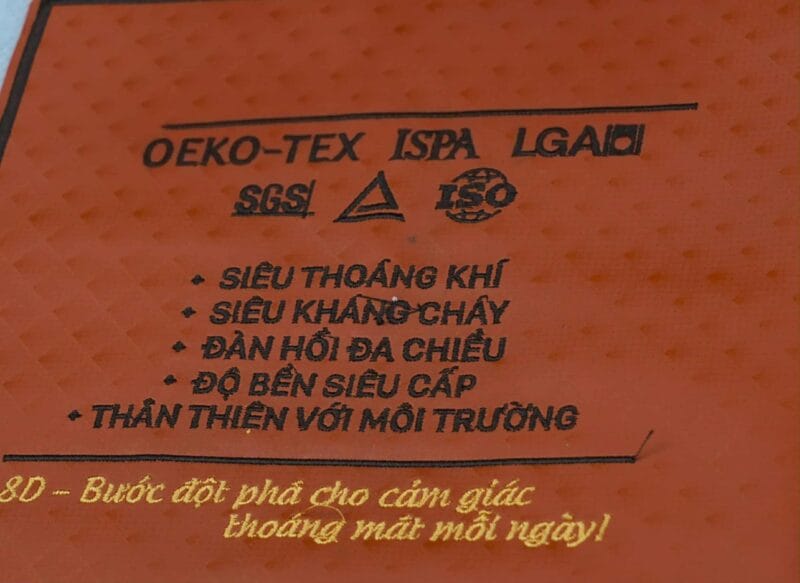 OEKO-TEX ISPA LGA
SGS ISO
• SIÊU THOÁNG KHÍ
• SIÊU KHÁNG CHÁY
• ĐÀN HỒI ĐA CHIỀU
• ĐỘ BỀN SIÊU CẤP
• THÂN THIỆN VỚI MÔI TRƯỜNG
8D – Bước đột phá cho cảm giác
thoáng mát mỗi ngày!